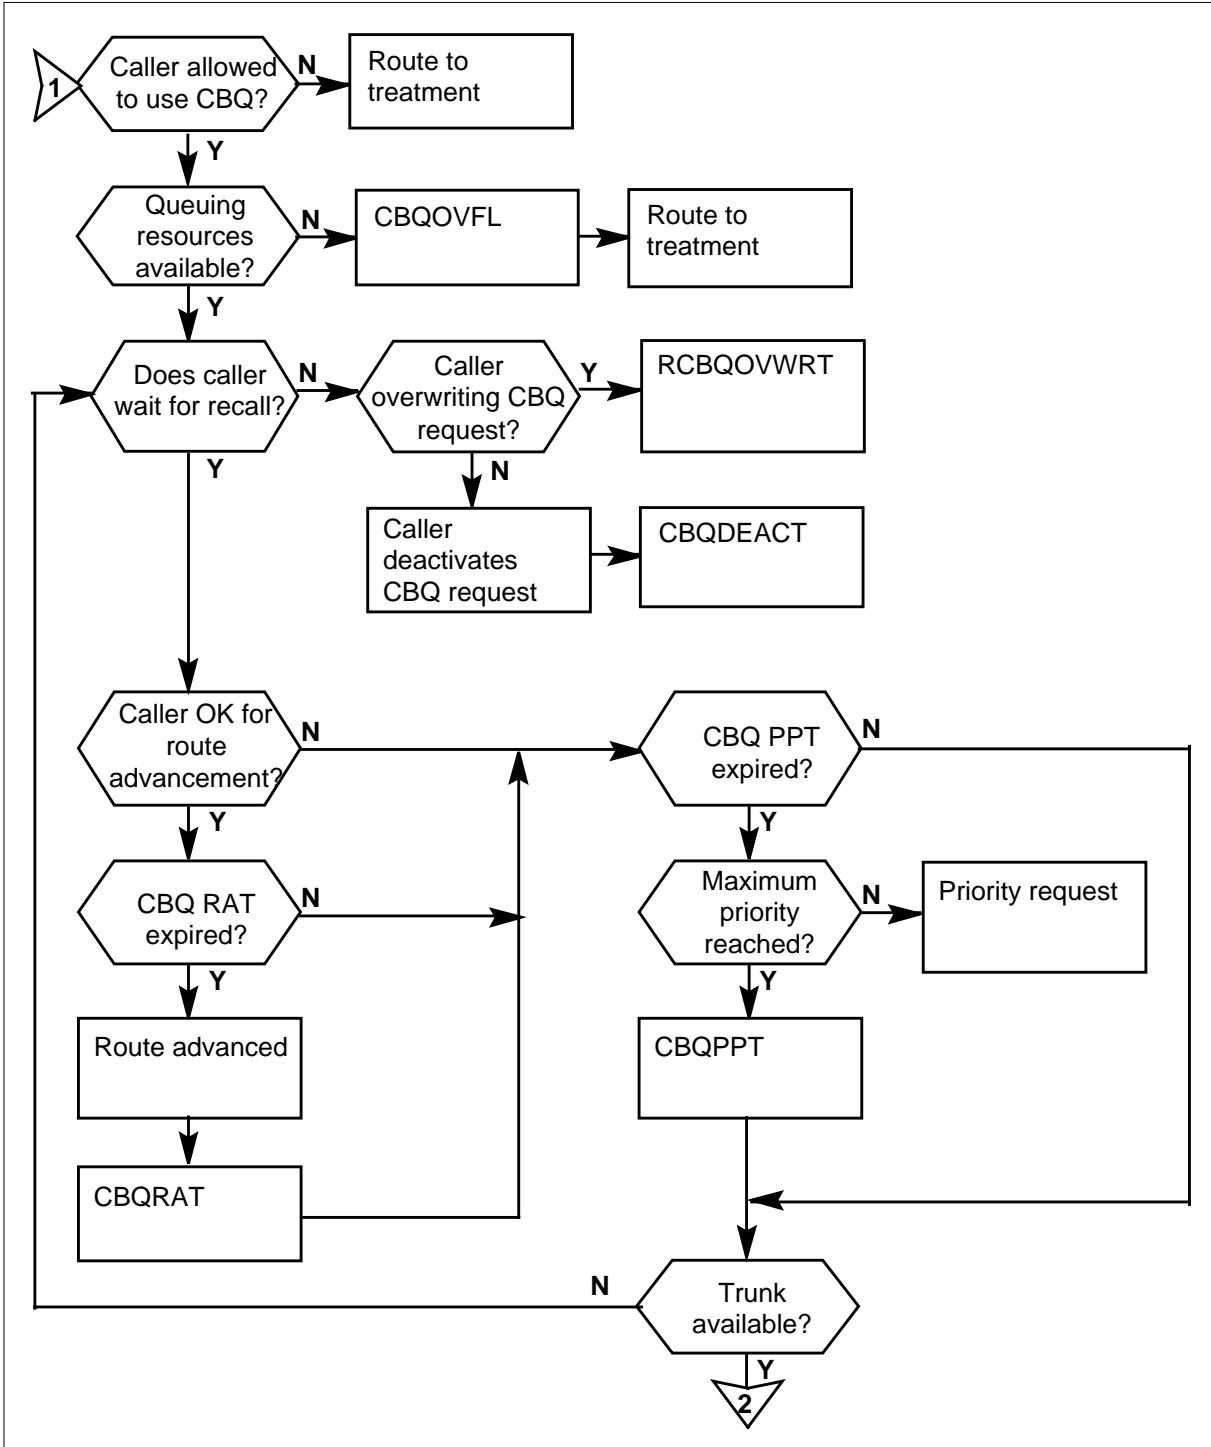 1
Caller allowed
to use CBQ?
N
Route to
treatment
Y
Queuing
resources
available?
N
CBQOVFL
Route to
treatment
Y
Does caller
wait for recall?
N
Caller
overwriting CBQ
request?
Y
RCBQOVWRT
Y
N
Caller
deactivates
CBQ request
CBQDEACT
Caller OK for
route
advancement?
N
CBQ PPT
expired?
N
Y
Y
CBQ RAT
expired?
N
Maximum
priority
reached?
N
Priority request
Y
Y
Route advanced
CBQPPT
CBQRAT
N
Trunk
available?
Y
2